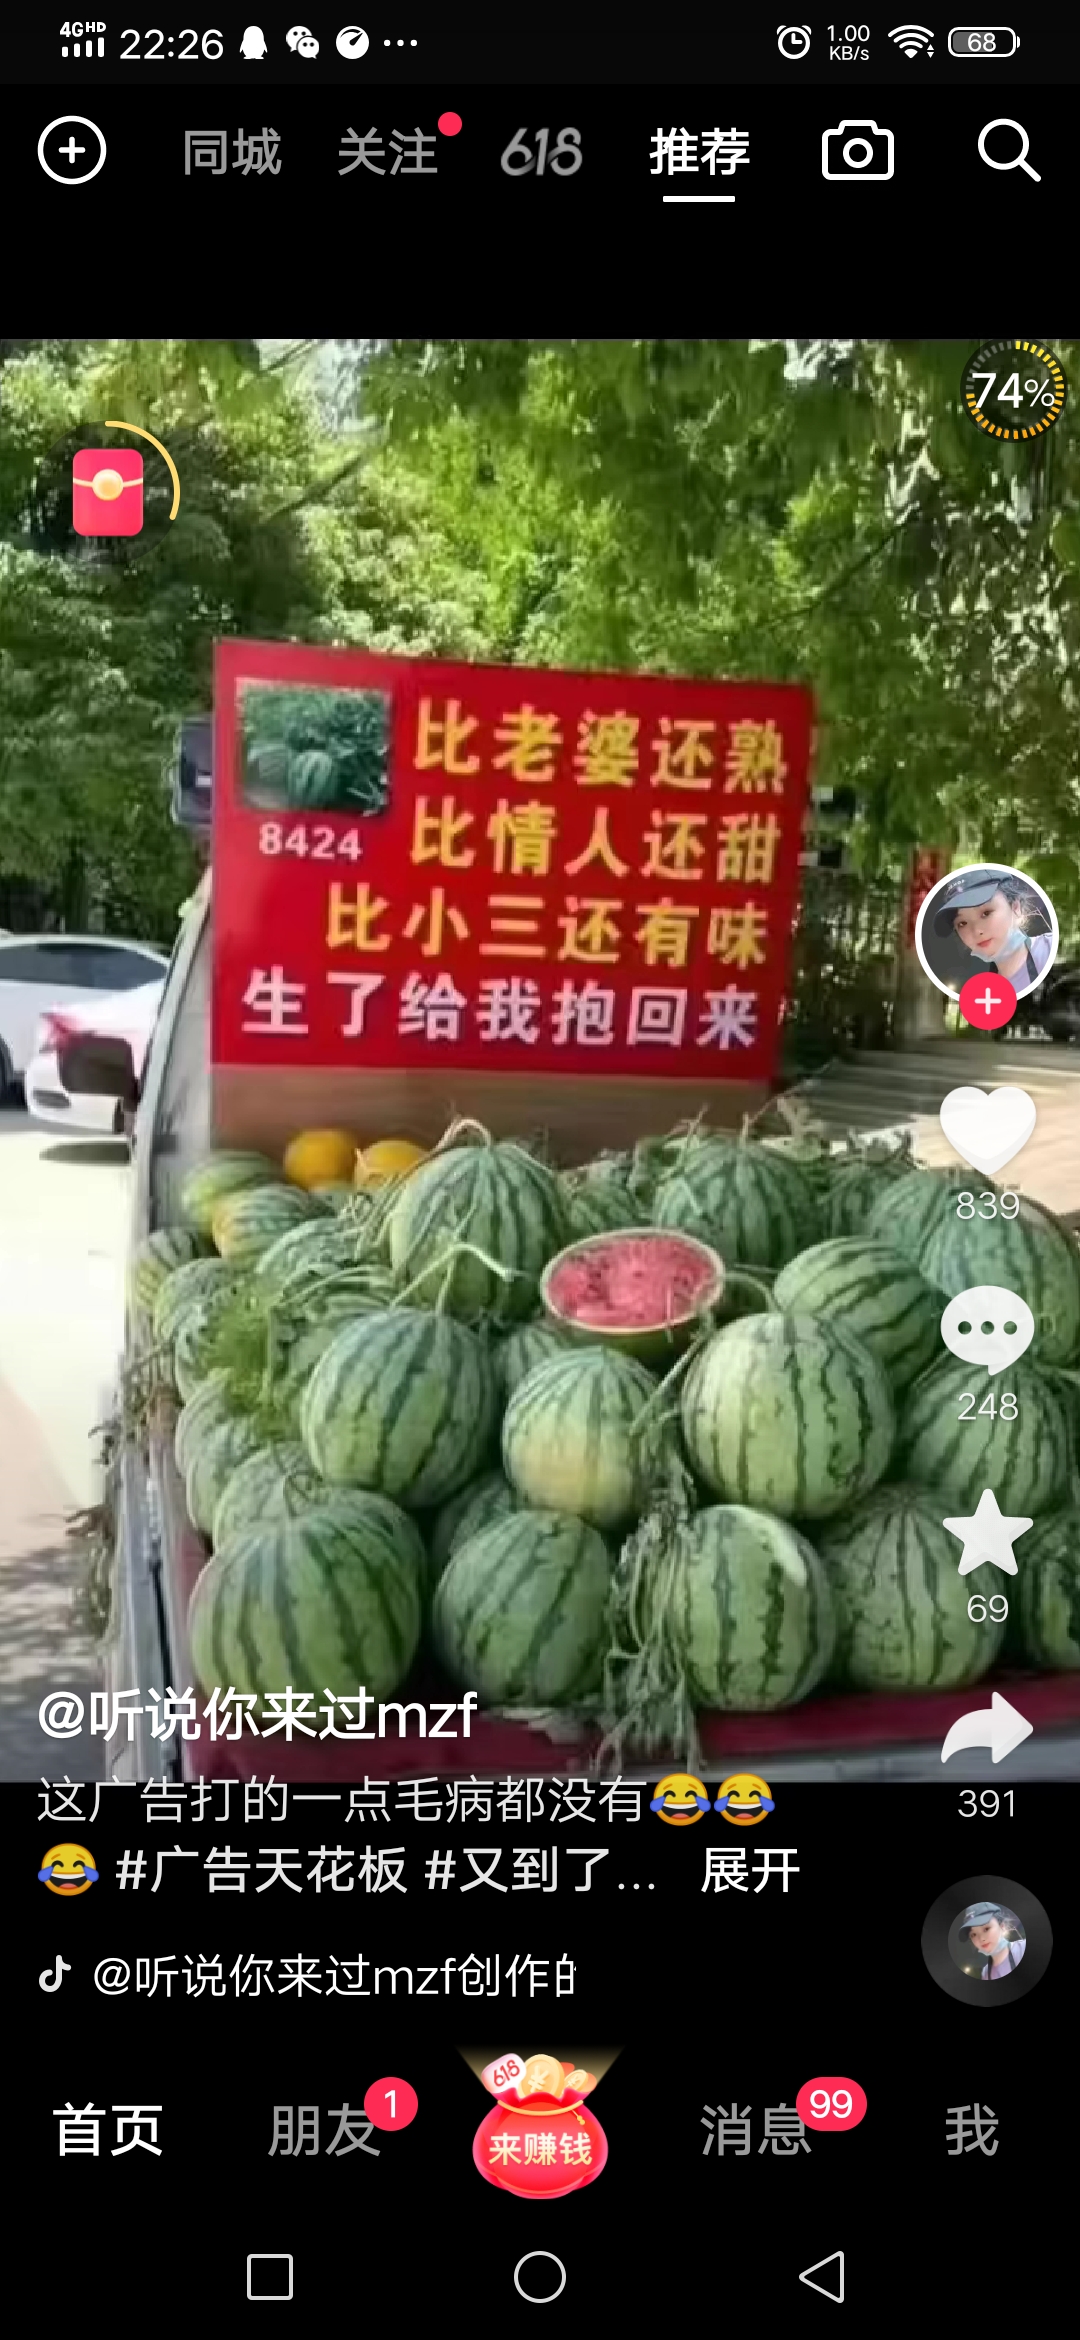 4G HD 22:26 1.00 KB/s 68
同城 关注 618 推荐
74%
比老婆还熟
8424 比情人还甜
比小三还有味
生了给我抱回来
839
248
69
391
@听说你来过mzf
这广告打的一点毛病都没有😂😂
😂 #广告天花板 #又到了... 展开
@听说你来过mzf创作的
618
首页 朋友 1 来赚钱 消息 99 我